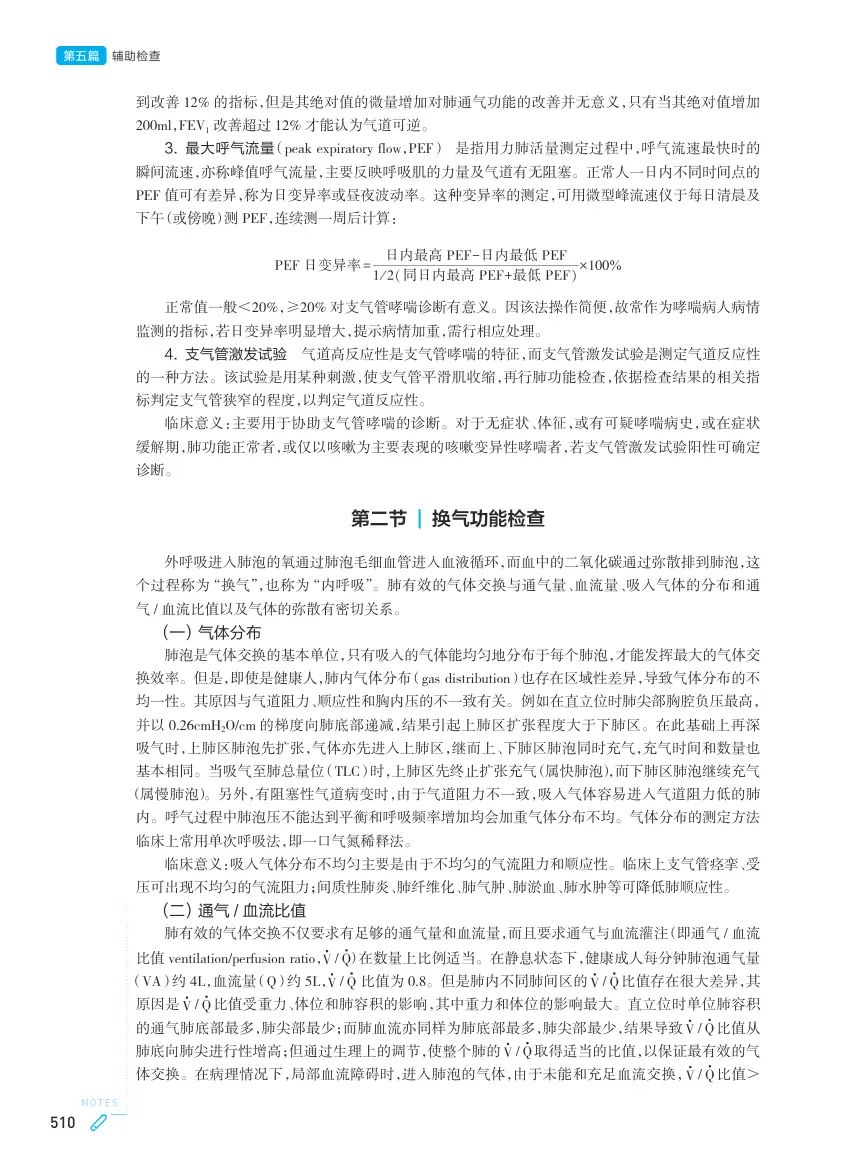 第五篇 辅助检查
到改善 12% 的指标,但是其绝对值的微量增加对肺通气功能的改善并无意义,只有当其绝对值增加
200ml,FEV₁ 改善超过 12% 才能认为气道可逆。
3. 最大呼气流量(peak expiratory flow,PEF) 是指用力肺活量测定过程中,呼气流速最快时的
瞬间流速,亦称峰值呼气流量,主要反映呼吸肌的力量及气道有无阻塞。正常人一日内不同时间点的
PEF 值可有差异,称为日变异率或昼夜波动率。这种变异率的测定,可用微型峰流速仪于每日清晨及
下午(或傍晚)测 PEF,连续测一周后计算:
PEF 日变异率=日内最高 PEF-日内最低 PEF
1/2(同日内最高 PEF+最低 PEF)×100%
正常值一般<20%,≥20% 对支气管哮喘诊断有意义。因该法操作简便,故常作为哮喘病人病情
监测的指标,若日变异率明显增大,提示病情加重,需行相应处理。
4. 支气管激发试验 气道高反应性是支气管哮喘的特征,而支气管激发试验是测定气道反应性
的一种方法。该试验是用某种刺激,使支气管平滑肌收缩,再行肺功能检查,依据检查结果的相关指
标判定支气管狭窄的程度,以判定气道反应性。
临床意义:主要用于协助支气管哮喘的诊断。对于无症状、体征,或有可疑哮喘病史,或在症状
缓解期,肺功能正常者,或仅以咳嗽为主要表现的咳嗽变异性哮喘者,若支气管激发试验阳性可确定
诊断。
第二节 | 换气功能检查
外呼吸进入肺泡的氧通过肺泡毛细血管进入血液循环,而血中的二氧化碳通过弥散排到肺泡,这
个过程称为“换气”,也称为“内呼吸”。肺有效的气体交换与通气量、血流量、吸入气体的分布和通
气 / 血流比值以及气体的弥散有密切关系。
(一) 气体分布
肺泡是气体交换的基本单位,只有吸入的气体能均匀地分布于每个肺泡,才能发挥最大的气体交
换效率。但是,即使是健康人,肺内气体分布(gas distribution)也存在区域性差异,导致气体分布的不
均一性。其原因与气道阻力、顺应性和胸内压的不一致有关。例如在直立位时肺尖部胸腔负压最高,
并以 0.26cmH₂O/cm 的梯度向肺底部递减,结果引起上肺区扩张程度大于下肺区。在此基础上再深
吸气时,上肺区肺泡先扩张,气体亦先进入上肺区,继而上、下肺区肺泡同时充气,充气时间和数量也
基本相同。当吸气至肺总量位(TLC)时,上肺区先终止扩张充气(属快肺泡),而下肺区肺泡继续充气
(属慢肺泡)。另外,有阻塞性气道病变时,由于气道阻力不一致,吸入气体容易进入气道阻力低的肺
内。呼气过程中肺泡压不能达到平衡和呼吸频率增加均会加重气体分布不均。气体分布的测定方法
临床上常用单次呼吸法,即一口气氮稀释法。
临床意义:吸入气体分布不均匀主要是由于不均匀的气流阻力和顺应性。临床上支气管痉挛、受
压可出现不均匀的气流阻力;间质性肺炎、肺纤维化、肺气肿、肺淤血、肺水肿等可降低肺顺应性。
(二) 通气 / 血流比值
肺有效的气体交换不仅要求有足够的通气量和血流量,而且要求通气与血流灌注(即通气 / 血流
比值 ventilation/perfusion ratio,V̇ / Q̇)在数量上比例适当。在静息状态下,健康成人每分钟肺泡通气量
(VA)约 4L,血流量(Q)约 5L,V̇ / Q̇ 比值为 0.8。但是肺内不同肺间区的 V̇ / Q̇ 比值存在很大差异,其
原因是 V̇ / Q̇ 比值受重力、体位和肺容积的影响,其中重力和体位的影响最大。直立位时单位肺容积
的通气肺底部最多,肺尖部最少;而肺血流亦同样为肺底部最多,肺尖部最少,结果导致 V̇ / Q̇ 比值从
肺底向肺尖进行性增高;但通过生理上的调节,使整个肺的 V̇ / Q̇ 取得适当的比值,以保证最有效的气
体交换。在病理情况下,局部血流障碍时,进入肺泡的气体,由于未能和充足血流交换,V̇ / Q̇ 比值>
NOTES
510